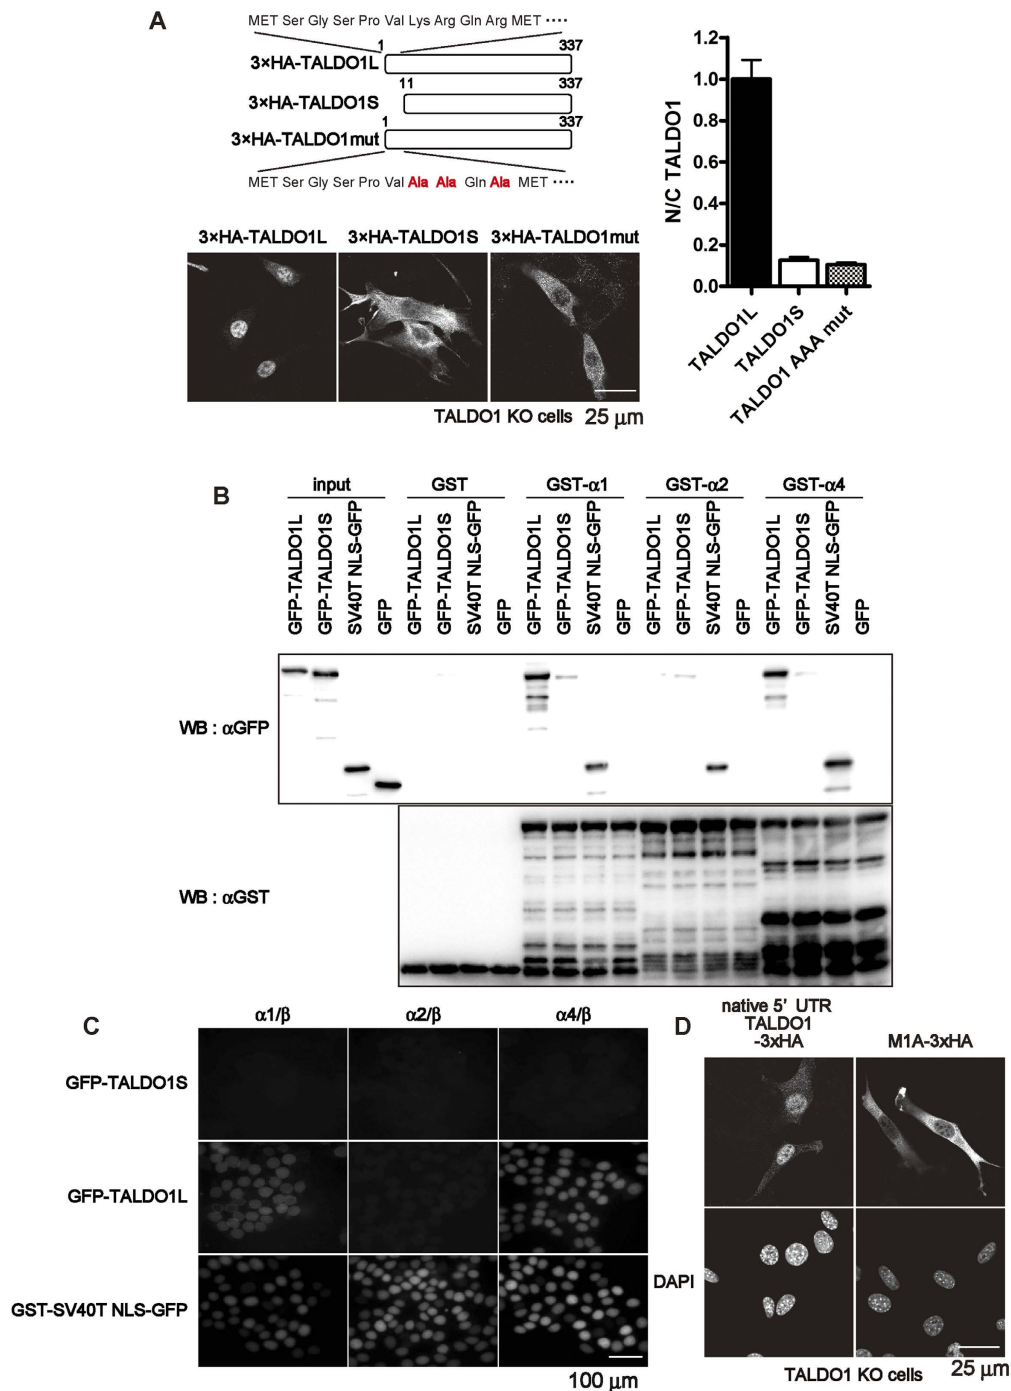 A
MET Ser Gly Ser Pro Val Lys Arg Gln Arg MET ····
1 337
3×HA-TALDO1L
11 337
3×HA-TALDO1S
1 337
3×HA-TALDO1mut
MET Ser Gly Ser Pro Val Ala Ala Gln Ala MET ····
3×HA-TALDO1L 3×HA-TALDO1S 3×HA-TALDO1mut
TALDO1 KO cells 25 μm
N/C TALDO1
1.2
1.0
0.8
0.6
0.4
0.2
0.0
TALDO1L
TALDO1S
TALDO1 AAA mut
B
input GST GST-α1 GST-α2 GST-α4
GFP-TALDO1L GFP-TALDO1S SV40T NLS-GFP GFP GFP-TALDO1L GFP-TALDO1S SV40T NLS-GFP GFP GFP-TALDO1L GFP-TALDO1S SV40T NLS-GFP GFP GFP-TALDO1L GFP-TALDO1S SV40T NLS-GFP GFP GFP-TALDO1L GFP-TALDO1S SV40T NLS-GFP GFP
WB : αGFP
WB : αGST
C
α1/β α2/β α4/β
GFP-TALDO1S
GFP-TALDO1L
GST-SV40T NLS-GFP
100 μm
D
native 5' UTR
TALDO1
-3xHA
M1A-3xHA
DAPI
TALDO1 KO cells 25 μm